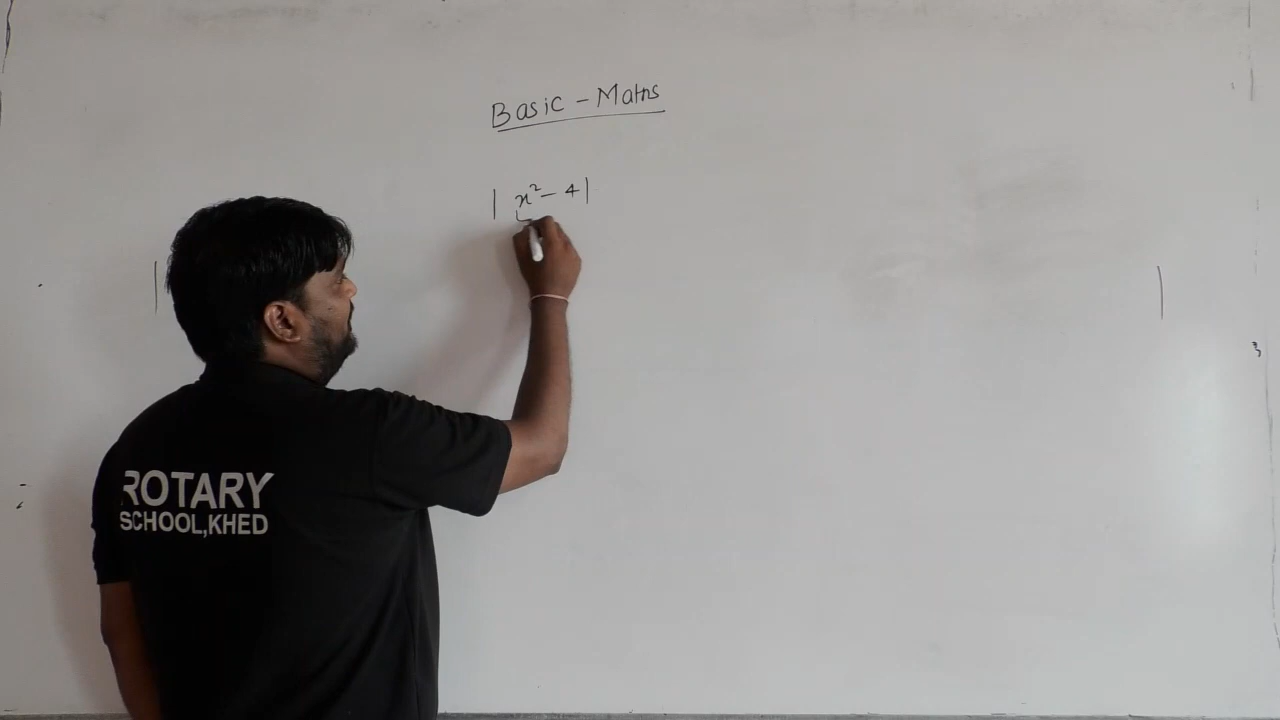 Basic - Maths
| x² - 4 |
ROTARY
SCHOOL,KHED